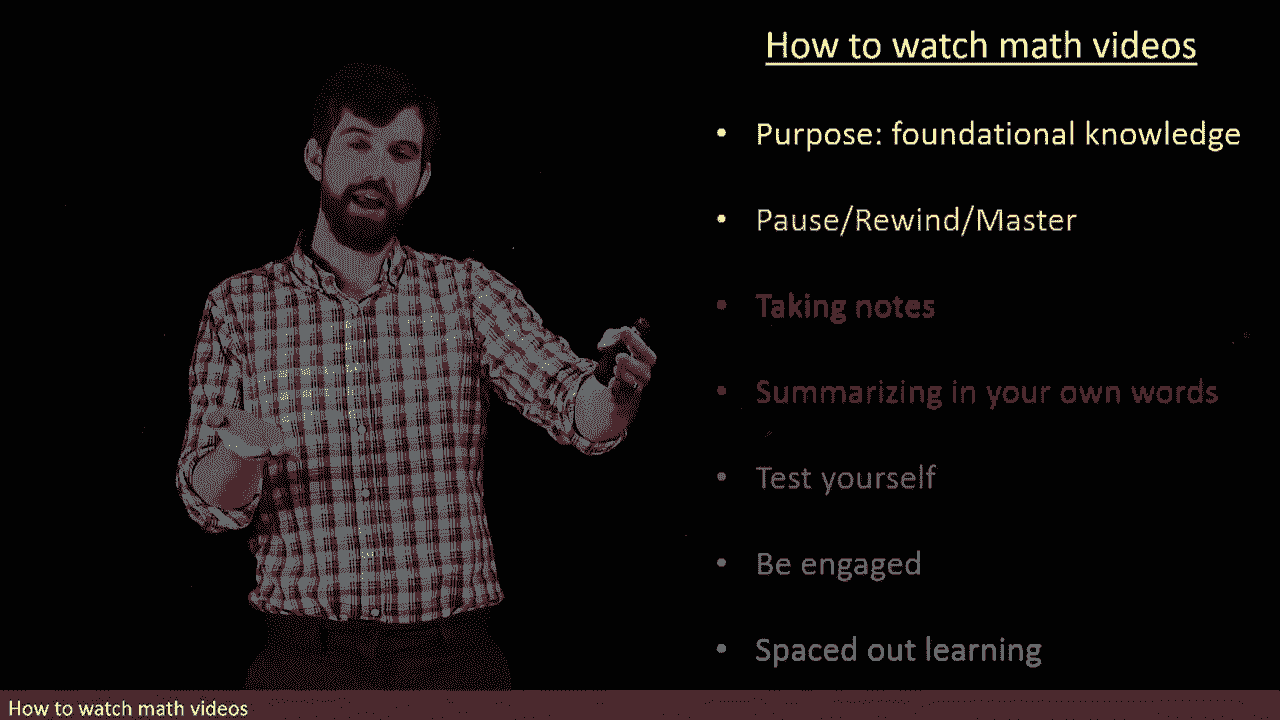 How to watch math videos
• Purpose: foundational knowledge
• Pause/Rewind/Master
• Taking notes
• Summarizing in your own words
• Test yourself
• Be engaged
• Spaced out learning
How to watch math videos